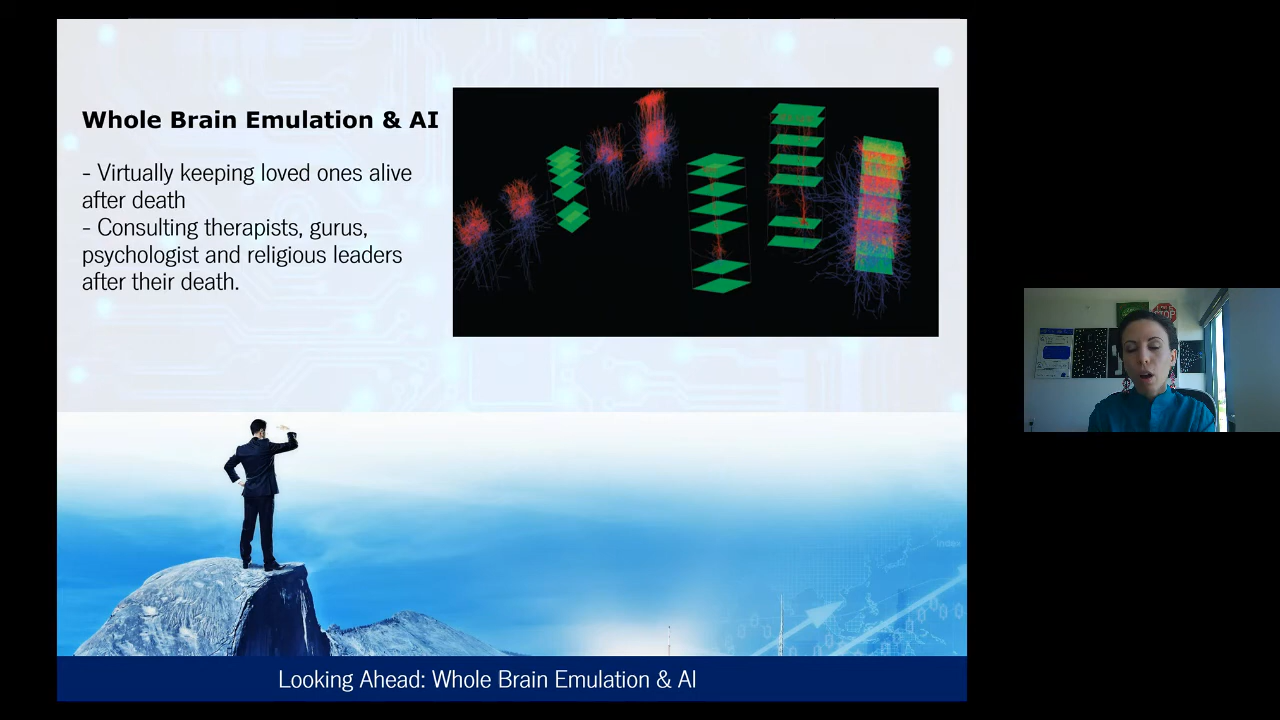 Whole Brain Emulation & AI
- Virtually keeping loved ones alive
after death
- Consulting therapists, gurus,
psychologist and religious leaders
after their death.
STOP
Looking Ahead: Whole Brain Emulation & AI